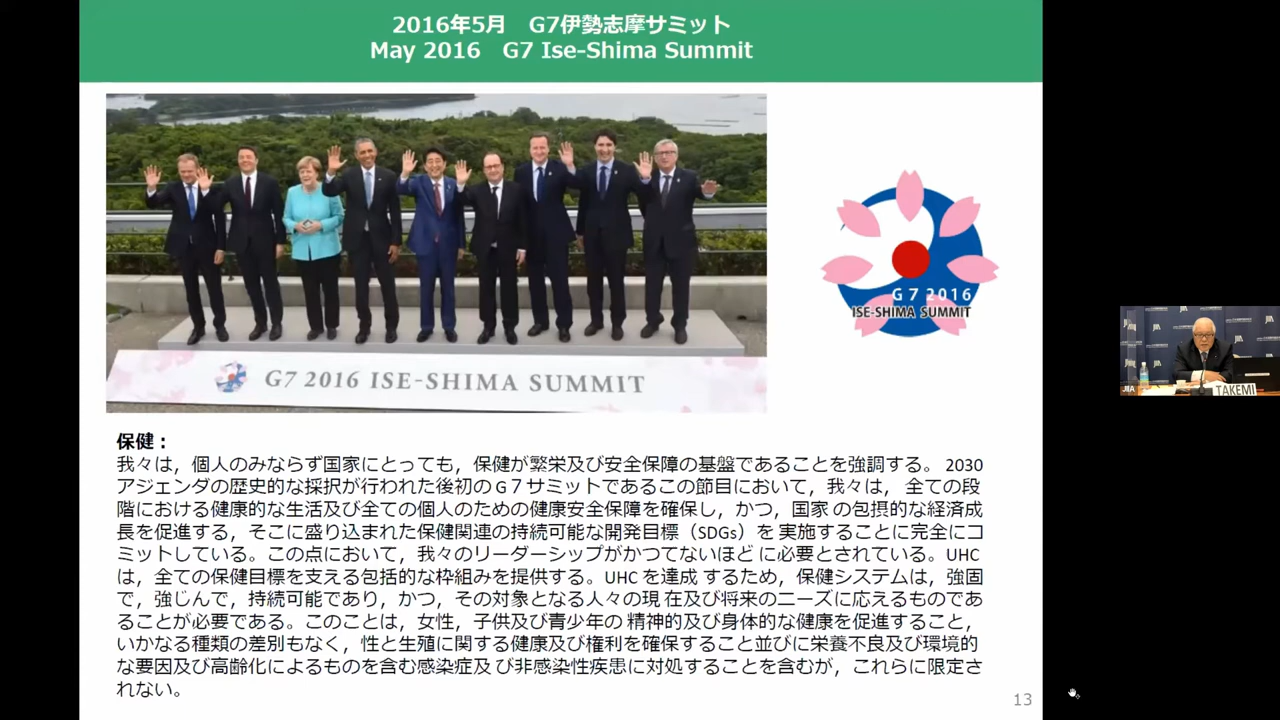 2016年5月　G7伊勢志摩サミット
May 2016　G7 Ise-Shima Summit
G 7 2016 ISE-SHIMA SUMMIT
G 7 2016
ISE-SHIMA SUMMIT
保健：
我々は，個人のみならず国家にとっても，保健が繁栄及び安全保障の基盤であることを強調する。 2030
アジェンダの歴史的な採択が行われた後初のＧ７サミットであるこの節目において，我々は， 全ての段
階における健康的な生活及び全ての個人のための健康安全保障を確保し，かつ，国家 の包摂的な経済成
長を促進する，そこに盛り込まれた保健関連の持続可能な開発目標（SDGs）を 実施することに完全にコ
ミットしている。この点において，我々のリーダーシップがかつてないほど に必要とされている。UHC
は，全ての保健目標を支える包括的な枠組みを提供する。UHC を達成 するため，保健システムは，強固
で，強じんで，持続可能であり，かつ，その対象となる人々の現 在及び将来のニーズに応えるものであ
ることが必要である。このことは，女性，子供及び青少年の 精神的及び身体的な健康を促進すること，
いかなる種類の差別もなく，性と生殖に関する健康及び権利を確保すること並びに栄養不良及び環境的
な要因及び高齢化によるものを含む感染症及 び非感染性疾患に対処することを含むが，これらに限定さ
れない。
13
JIIA
TAKEMI